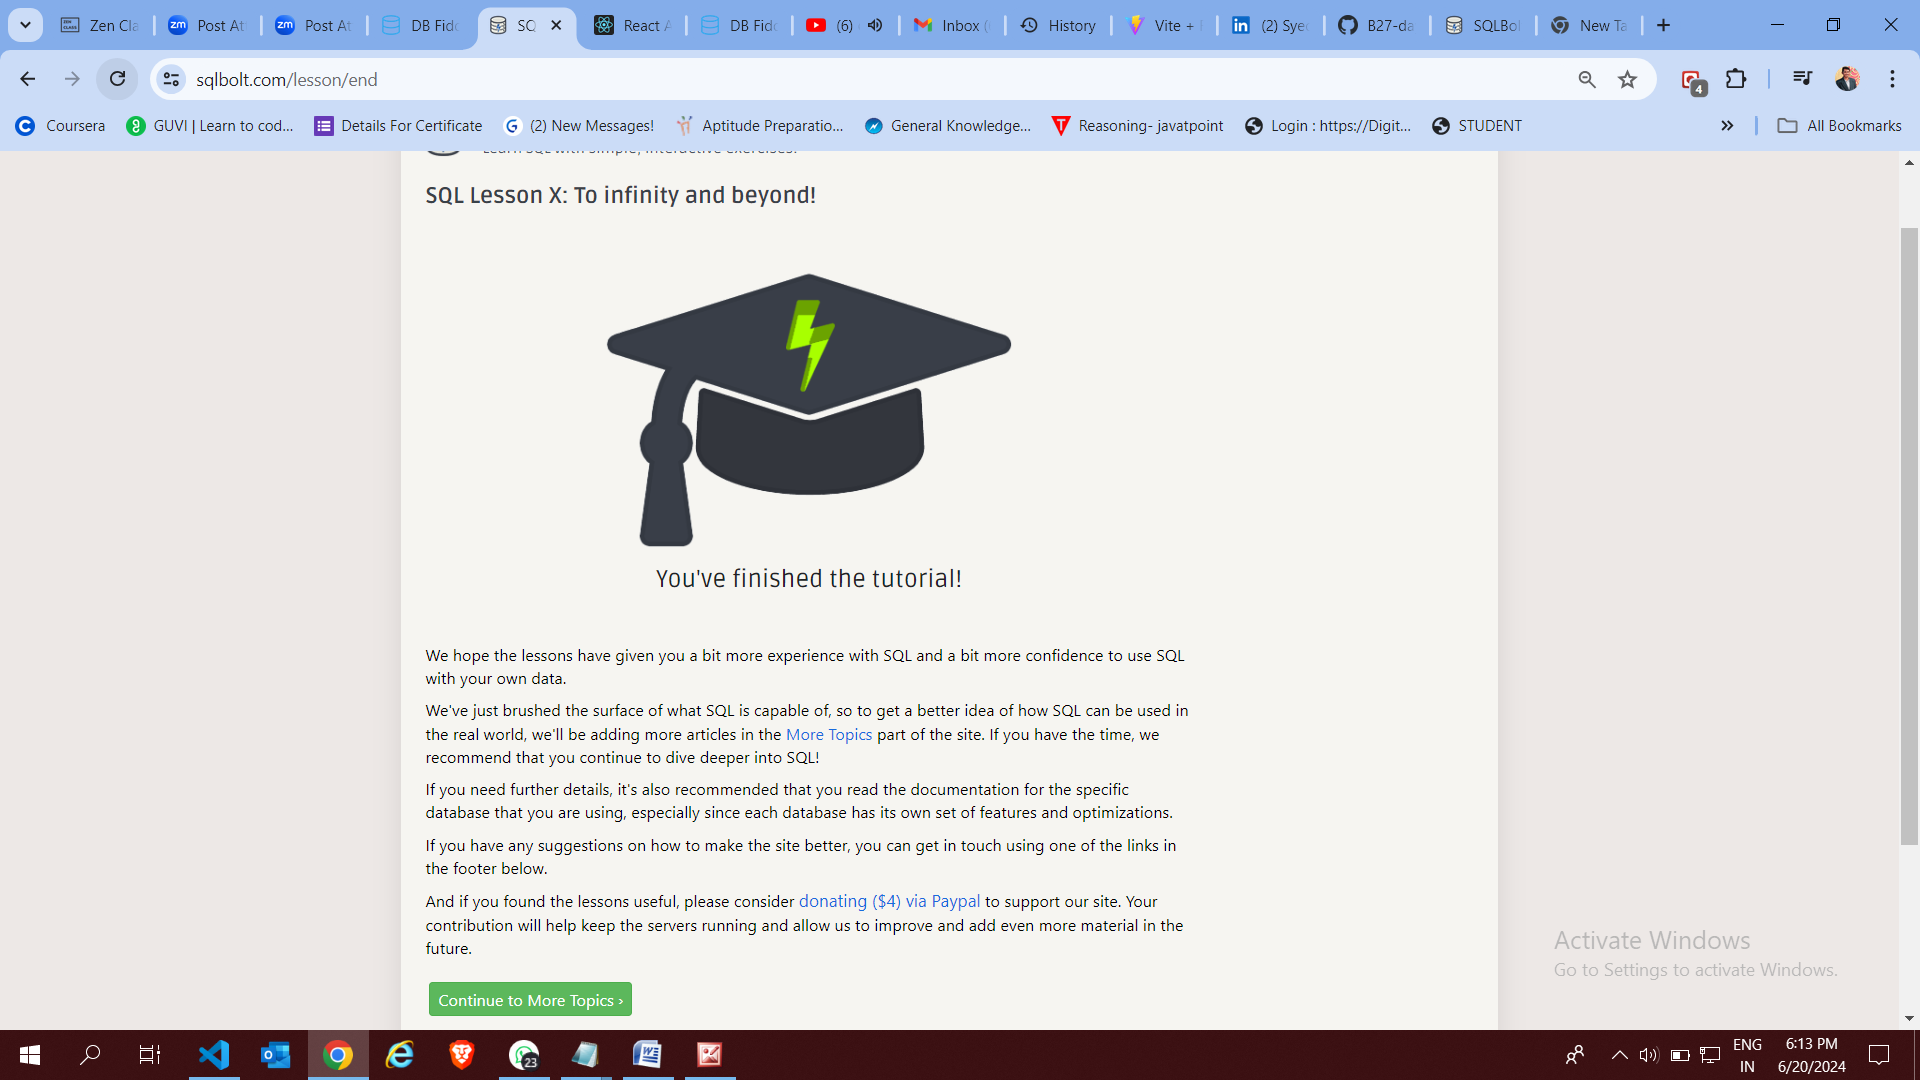 Zen Cla
zm Post At
zm Post At
DB Fidd
SQ
React A
DB Fidd
(6)
Inbox (
History
Vite +
in (2) Syed
B27-da
SQLBol
New Ta
sqlbolt.com/lesson/end
4
Coursera
GUVI | Learn to cod...
Details For Certificate
(2) New Messages!
Aptitude Preparatio...
General Knowledge...
Reasoning- javatpoint
Login : https://Digit...
STUDENT
All Bookmarks
Learn SQL with simple, interactive exercises.
SQL Lesson X: To infinity and beyond!
You've finished the tutorial!
We hope the lessons have given you a bit more experience with SQL and a bit more confidence to use SQL
with your own data.
We've just brushed the surface of what SQL is capable of, so to get a better idea of how SQL can be used in
the real world, we'll be adding more articles in the More Topics part of the site. If you have the time, we
recommend that you continue to dive deeper into SQL!
If you need further details, it's also recommended that you read the documentation for the specific
database that you are using, especially since each database has its own set of features and optimizations.
If you have any suggestions on how to make the site better, you can get in touch using one of the links in
the footer below.
And if you found the lessons useful, please consider donating ($4) via Paypal to support our site. Your
contribution will help keep the servers running and allow us to improve and add even more material in the
future.
Continue to More Topics ›
Activate Windows
Go to Settings to activate Windows.
23
ENG
IN
6:13 PM
6/20/2024